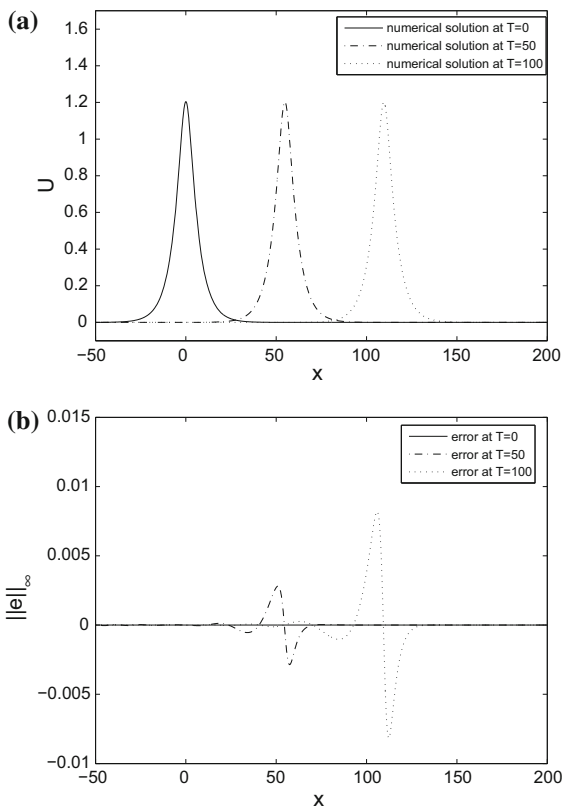 (a)
numerical solution at T=0
numerical solution at T=50
numerical solution at T=100
1.6
1.4
1.2
1
0.8
0.6
0.4
0.2
0
U
−50
0
50
100
150
200
x
(b)
error at T=0
error at T=50
error at T=100
0.015
0.01
0.005
0
−0.005
−0.01
||e||∞
−50
0
50
100
150
200
x